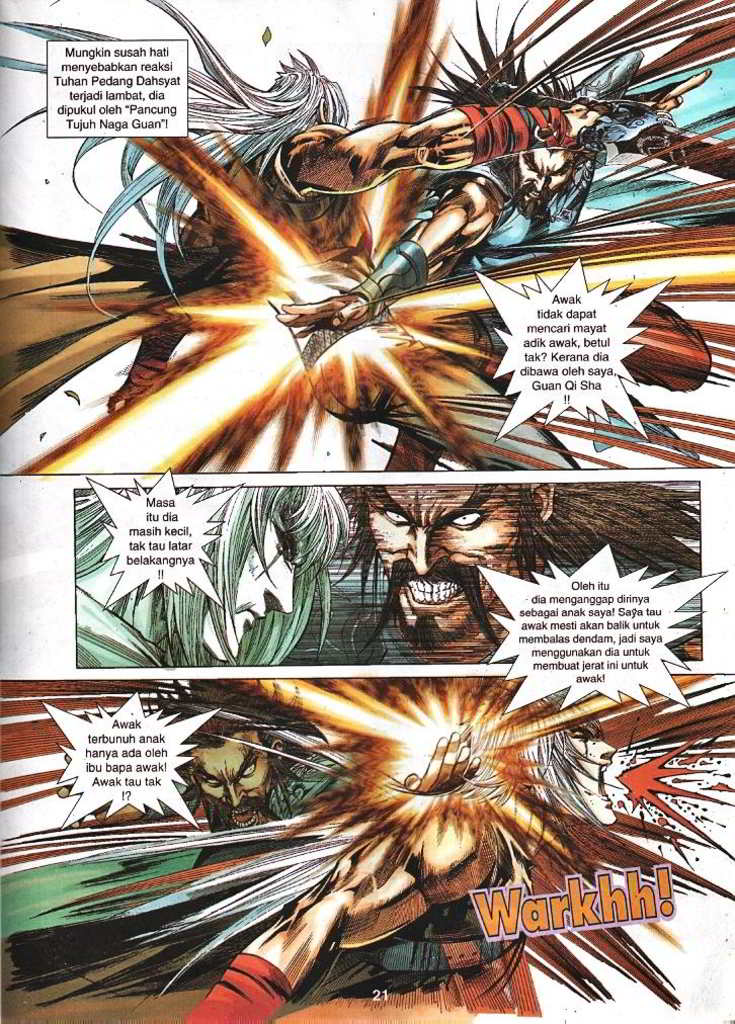 Mungkin susah hati
menyebabkan reaksi
Tuhan Pedang Dahsyat
terjadi lambat, dia
dipukul oleh “Pancung
Tujuh Naga Guan”!
Awak
tidak dapat
mencari mayat
adik awak, betul
tak? Kerana dia
dibawa oleh saya,
Guan Qi Sha
!!
Masa
itu dia
masih kecil,
tak tau latar
belakangnya
!!
Oleh itu
dia menganggap dirinya
sebagai anak saya! Saya tau
awak mesti akan balik untuk
membalas dendam, jadi saya
menggunakan dia untuk
membuat jerat ini untuk
awak!
Awak
terbunuh anak
hanya ada oleh
ibu bapa awak!
Awak tau tak
!?
Warkhh!
21